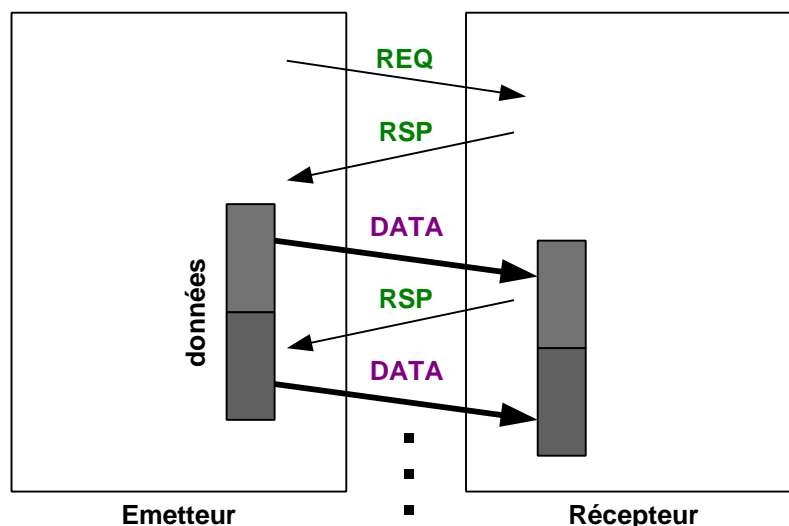 REQ
RSP
DATA
données
RSP
DATA
Emetteur
Récepteur